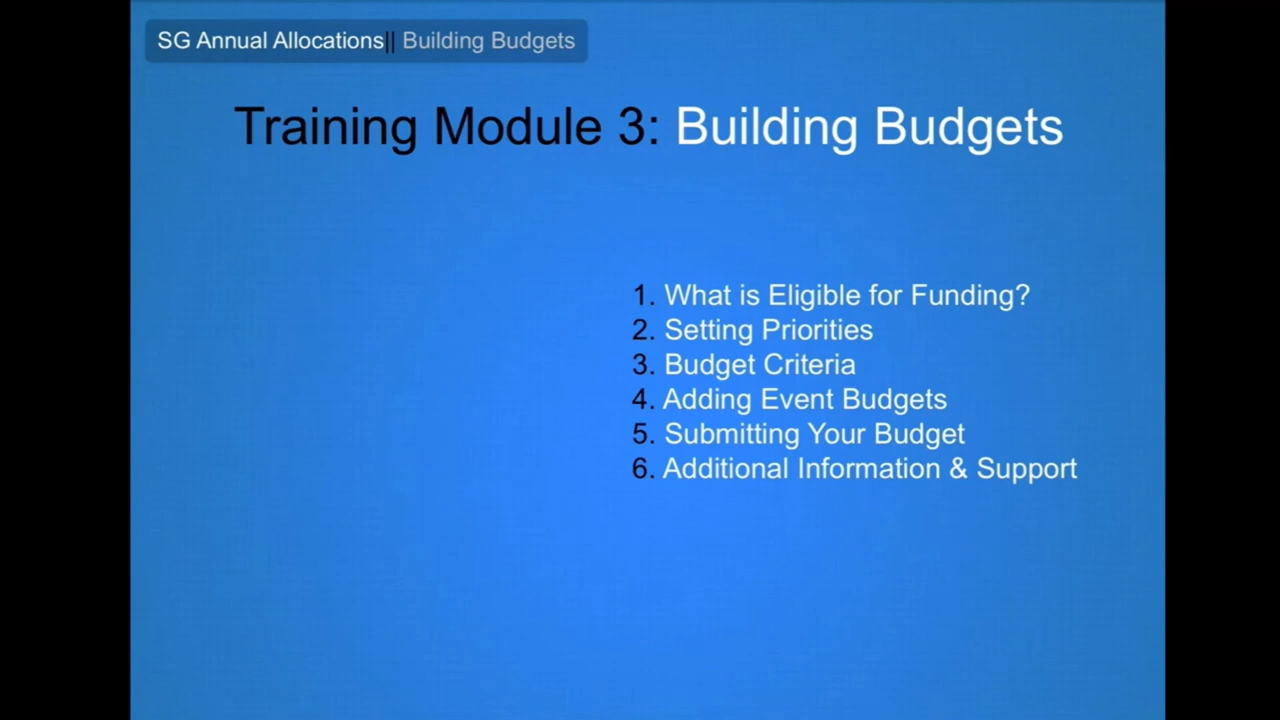 SG Annual Allocations|| Building Budgets
Training Module 3: Building Budgets
1. What is Eligible for Funding?
2. Setting Priorities
3. Budget Criteria
4. Adding Event Budgets
5. Submitting Your Budget
6. Additional Information & Support